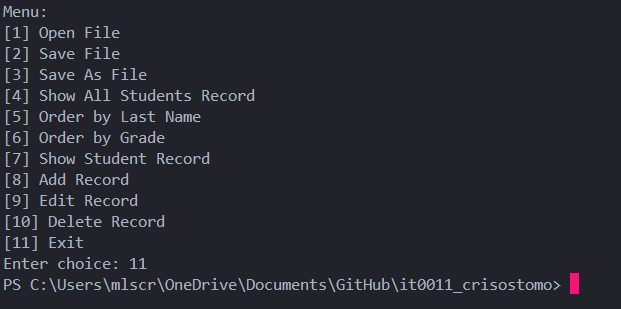 Menu:
[1] Open File
[2] Save File
[3] Save As File
[4] Show All Students Record
[5] Order by Last Name
[6] Order by Grade
[7] Show Student Record
[8] Add Record
[9] Edit Record
[10] Delete Record
[11] Exit
Enter choice: 11
PS C:\Users\mlscr\OneDrive\Documents\GitHub\it0011_crisostomo>